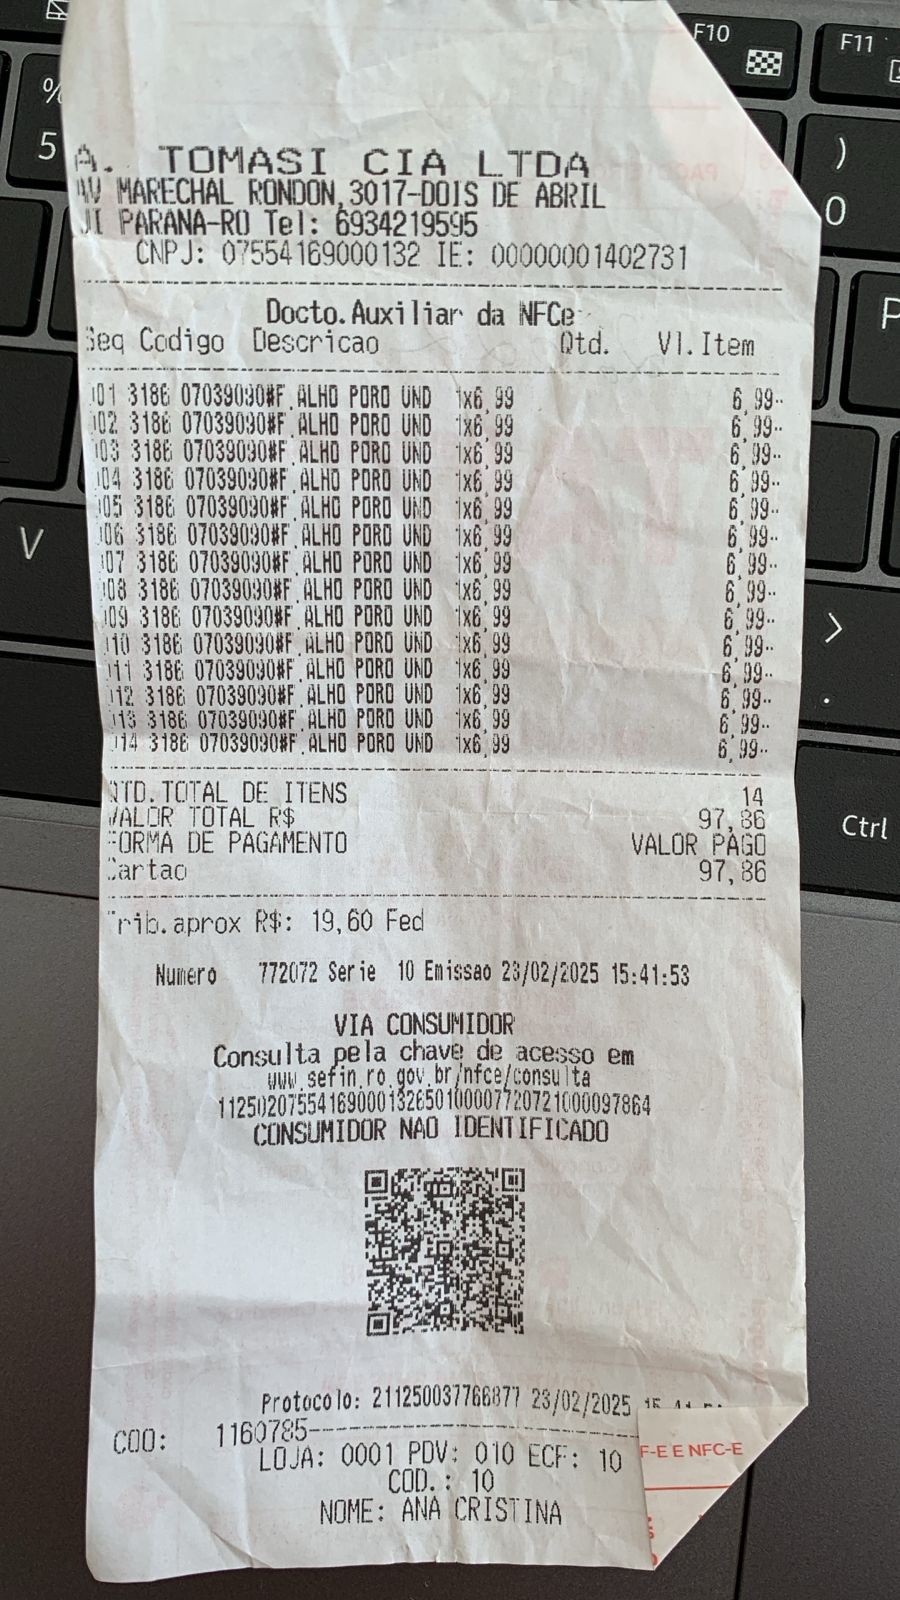 A. TOMASI CIA LTDA
AV MARECHAL RONDON,3017-DOIS DE ABRIL
JI PARANA-RO Tel: 6934219595
CNPJ: 07554169000132 IE: 00000001402731
Docto.Auxiliar da NFCe
Seq Codigo Descricao Qtd. Vl.Item
001 3186 07039090#F.ALHO PORO UND 1x6,99 6,99
002 3186 07039090#F.ALHO PORO UND 1x6,99 6,99
003 3186 07039090#F.ALHO PORO UND 1x6,99 6,99
004 3186 07039090#F.ALHO PORO UND 1x6,99 6,99
005 3186 07039090#F.ALHO PORO UND 1x6,99 6,99
006 3186 07039090#F.ALHO PORO UND 1x6,99 6,99
007 3186 07039090#F.ALHO PORO UND 1x6,99 6,99
008 3186 07039090#F.ALHO PORO UND 1x6,99 6,99
009 3186 07039090#F.ALHO PORO UND 1x6,99 6,99
010 3186 07039090#F.ALHO PORO UND 1x6,99 6,99
011 3186 07039090#F.ALHO PORO UND 1x6,99 6,99
012 3186 07039090#F.ALHO PORO UND 1x6,99 6,99
013 3186 07039090#F.ALHO PORO UND 1x6,99 6,99
014 3186 07039090#F.ALHO PORO UND 1x6,99 6,99
QTD.TOTAL DE ITENS 14
VALOR TOTAL R$ 97,86
FORMA DE PAGAMENTO VALOR PAGO
Cartao 97,86
Trib.aprox R$: 19,60 Fed
Numero 772072 Serie 10 Emissao 23/02/2025 15:41:53
VIA CONSUMIDOR
Consulta pela chave de acesso em
www.sefin.ro.gov.br/nfce/consulta
11250207554169000132650100007720721000097864
CONSUMIDOR NAO IDENTIFICADO
Protocolo: 211250037766877 23/02/2025
COO: 1160785
LOJA: 0001 PDV: 010 ECF: 10
COD.: 10
NOME: ANA CRISTINA
F-E E NFC-E
F10
F11
%
5
)
0
P
V
>
.
Ctrl